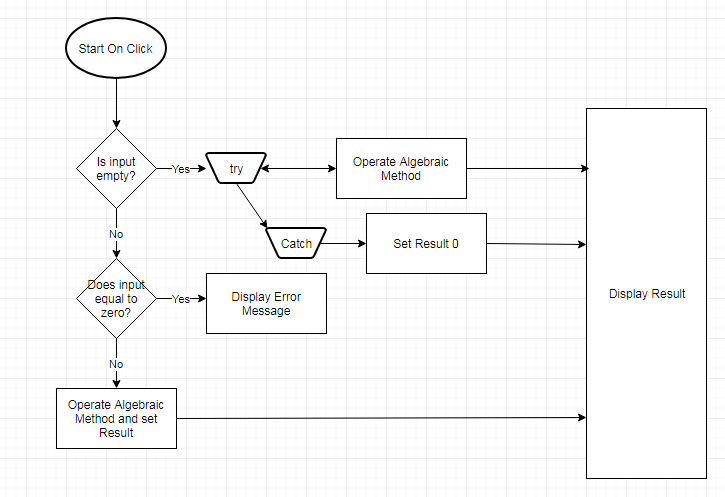 Start On Click
Is input
empty?
Yes
try
Operate Algebraic
Method
No
Catch
Set Result 0
Does input
equal to
zero?
Yes
Display Error
Message
Display Result
No
Operate Algebraic
Method and set
Result